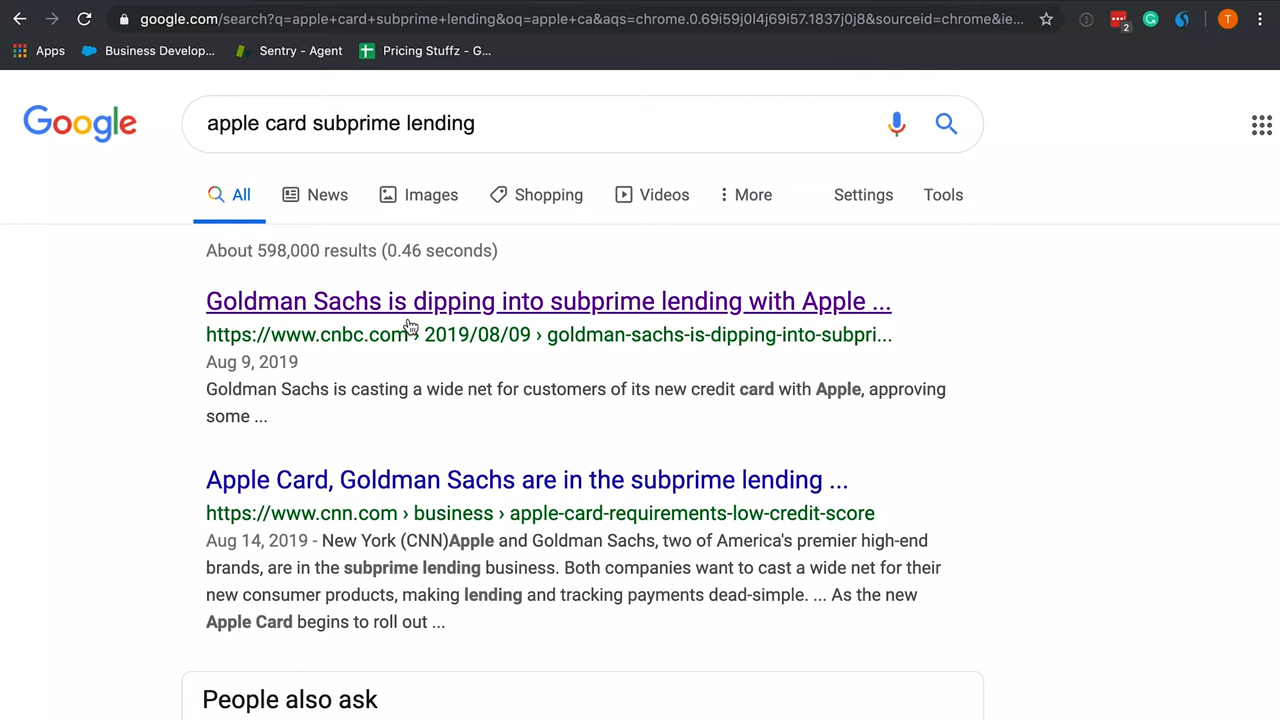 google.com/search?q=apple+card+subprime+lending&oq=apple+ca&aqs=chrome.0.69i59j0l4j69i57.1837j0j8&sourceid=chrome&ie...
2
T
Apps
Business Develop...
Sentry - Agent
Pricing Stuffz - G...
Google
apple card subprime lending
All
News
Images
Shopping
Videos
More
Settings
Tools
About 598,000 results (0.46 seconds)
Goldman Sachs is dipping into subprime lending with Apple ...
https://www.cnbc.com › 2019/08/09 › goldman-sachs-is-dipping-into-subpri...
Aug 9, 2019
Goldman Sachs is casting a wide net for customers of its new credit card with Apple, approving
some ...
Apple Card, Goldman Sachs are in the subprime lending ...
https://www.cnn.com › business › apple-card-requirements-low-credit-score
Aug 14, 2019 - New York (CNN)Apple and Goldman Sachs, two of America's premier high-end
brands, are in the subprime lending business. Both companies want to cast a wide net for their
new consumer products, making lending and tracking payments dead-simple. ... As the new
Apple Card begins to roll out ...
People also ask